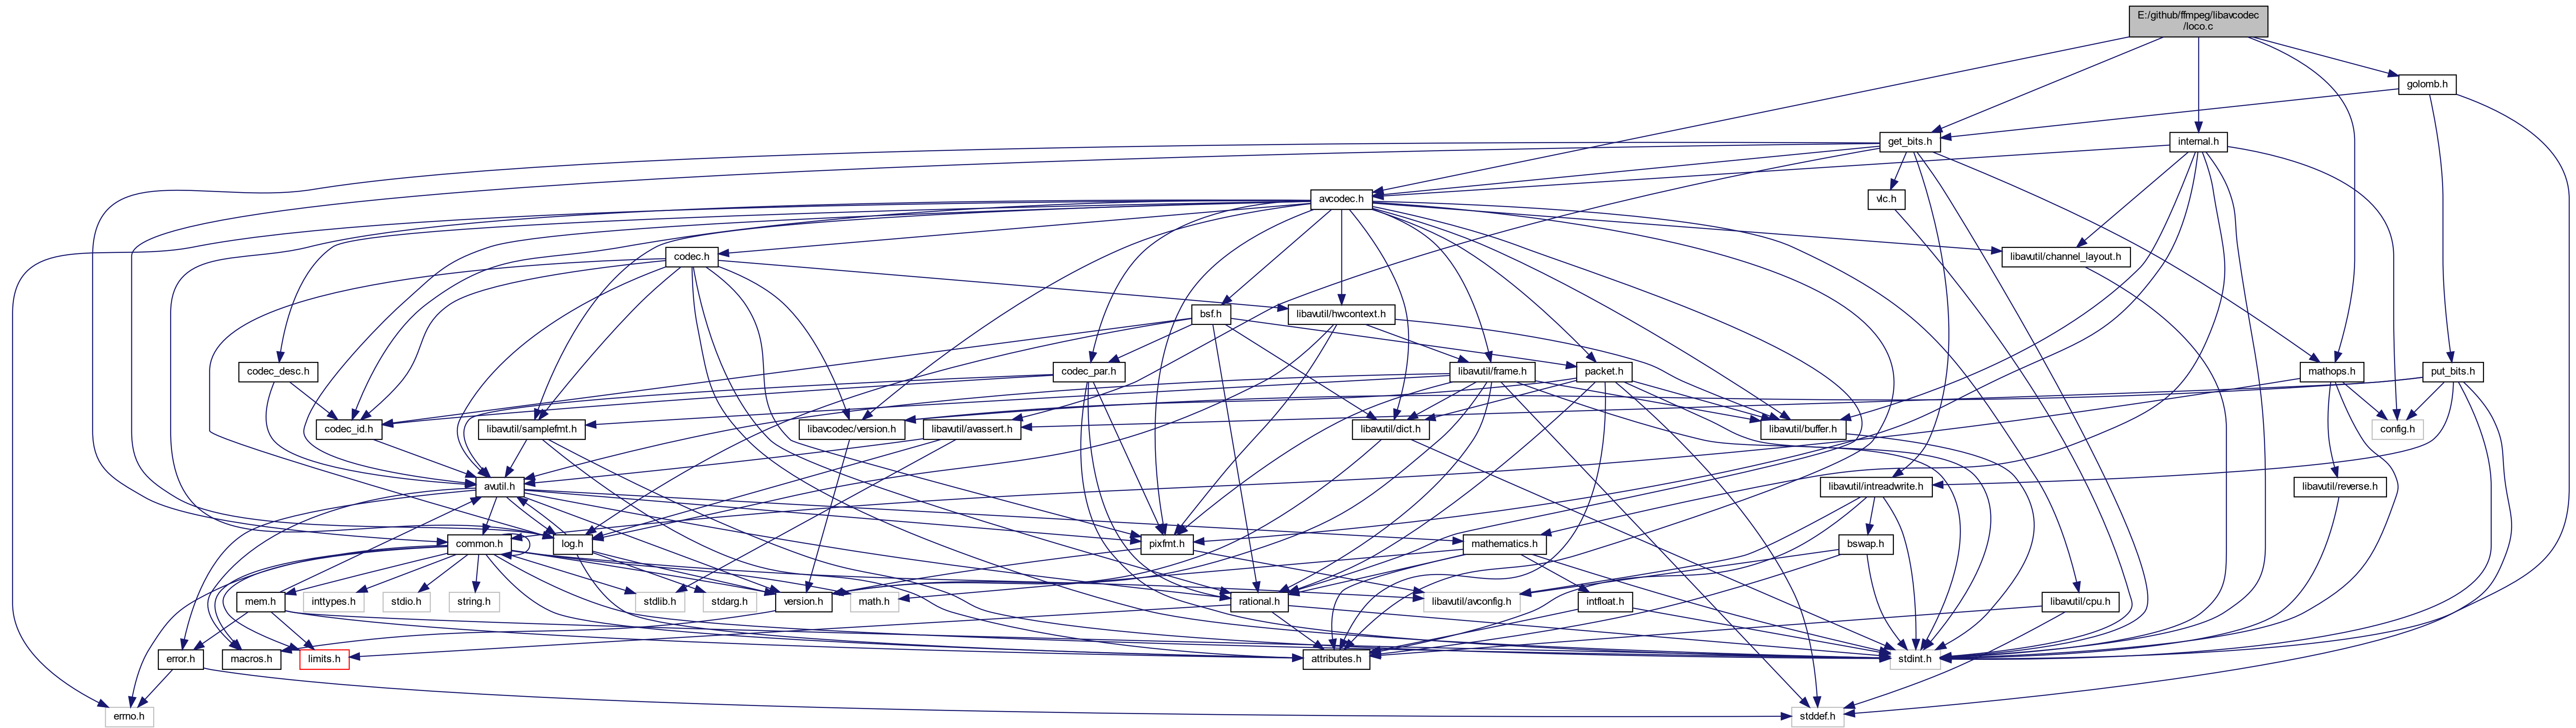 E:/github/ffmpeg/libavcodec
/loco.c
golomb.h
get_bits.h
internal.h
avcodec.h
vlc.h
codec.h
libavutil/channel_layout.h
bsf.h
libavutil/hwcontext.h
codec_desc.h
codec_par.h
libavutil/frame.h
packet.h
mathops.h
put_bits.h
codec_id.h
libavutil/samplefmt.h
libavcodec/version.h
libavutil/avassert.h
libavutil/dict.h
libavutil/buffer.h
config.h
avutil.h
libavutil/intreadwrite.h
libavutil/reverse.h
common.h
log.h
pixfmt.h
mathematics.h
bswap.h
mem.h
inttypes.h
stdio.h
string.h
stdlib.h
stdarg.h
version.h
math.h
libavutil/avconfig.h
rational.h
intfloat.h
libavutil/cpu.h
error.h
macros.h
limits.h
attributes.h
stdint.h
errno.h
stddef.h